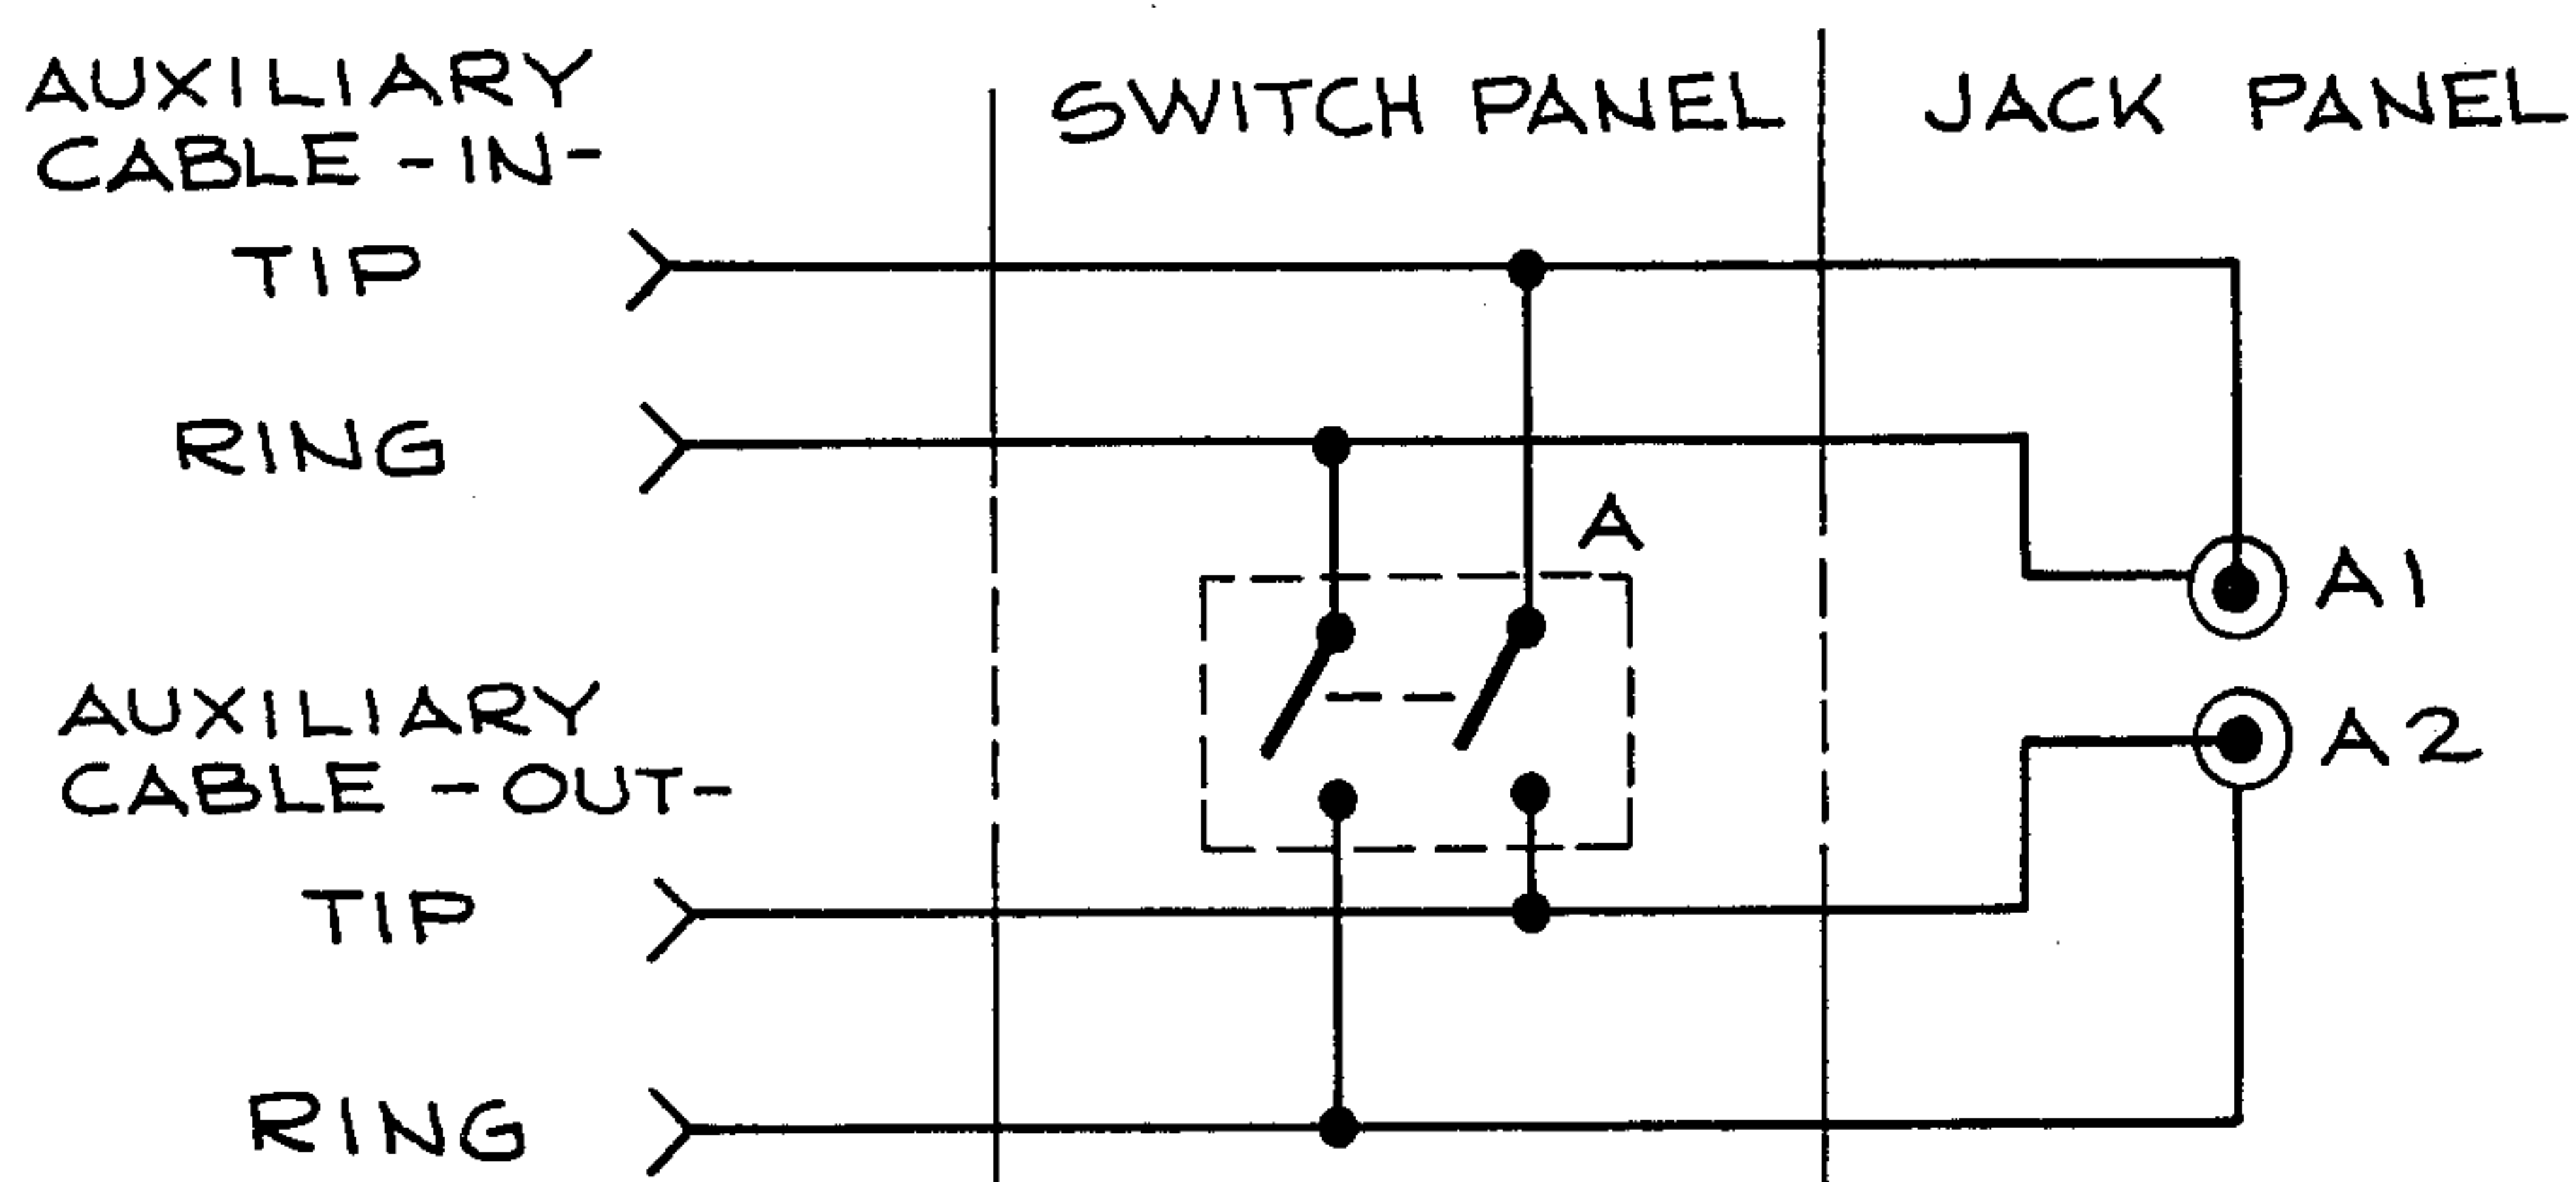 AUXILIARY
CABLE -IN-
SWITCH PANEL
JACK PANEL
TIP
RING
A
A1
A2
AUXILIARY
CABLE -OUT-
TIP
RING